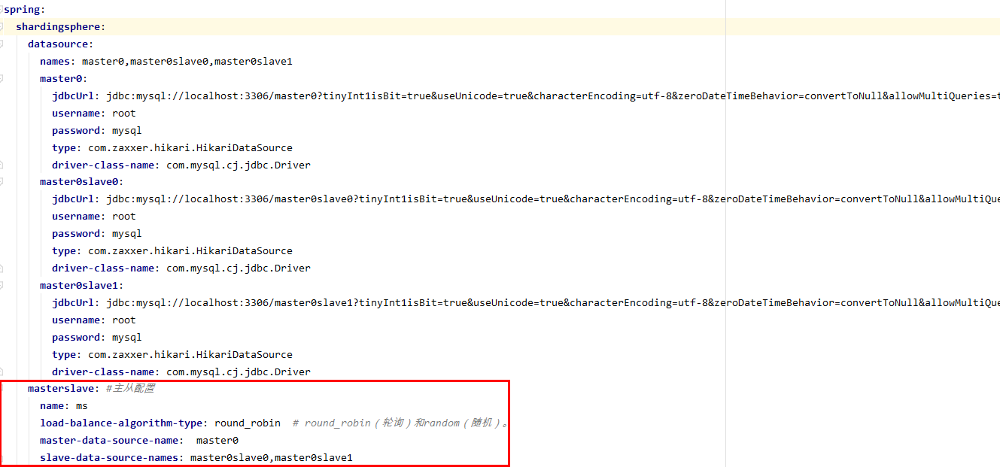 spring:
shardingsphere:
datasource:
names: master0,master0slave0,master0slave1
master0:
jdbcUrl: jdbc:mysql://localhost:3306/master0?tinyInt1isBit=true&useUnicode=true&characterEncoding=utf-8&zeroDateTimeBehavior=convertToNull&allowMultiQueries=t
username: root
password: mysql
type: com.zaxxer.hikari.HikariDataSource
driver-class-name: com.mysql.cj.jdbc.Driver
master0slave0:
jdbcUrl: jdbc:mysql://localhost:3306/master0slave0?tinyInt1isBit=true&useUnicode=true&characterEncoding=utf-8&zeroDateTimeBehavior=convertToNull&allowMultiQue
username: root
password: mysql
type: com.zaxxer.hikari.HikariDataSource
driver-class-name: com.mysql.cj.jdbc.Driver
master0slave1:
jdbcUrl: jdbc:mysql://localhost:3306/master0slave1?tinyInt1isBit=true&useUnicode=true&characterEncoding=utf-8&zeroDateTimeBehavior=convertToNull&allowMultiQue
username: root
password: mysql
type: com.zaxxer.hikari.HikariDataSource
driver-class-name: com.mysql.cj.jdbc.Driver
masterslave: #主从配置
name: ms
load-balance-algorithm-type: round_robin  # round_robin（轮询）和random（随机）。
master-data-source-name:  master0
slave-data-source-names: master0slave0,master0slave1